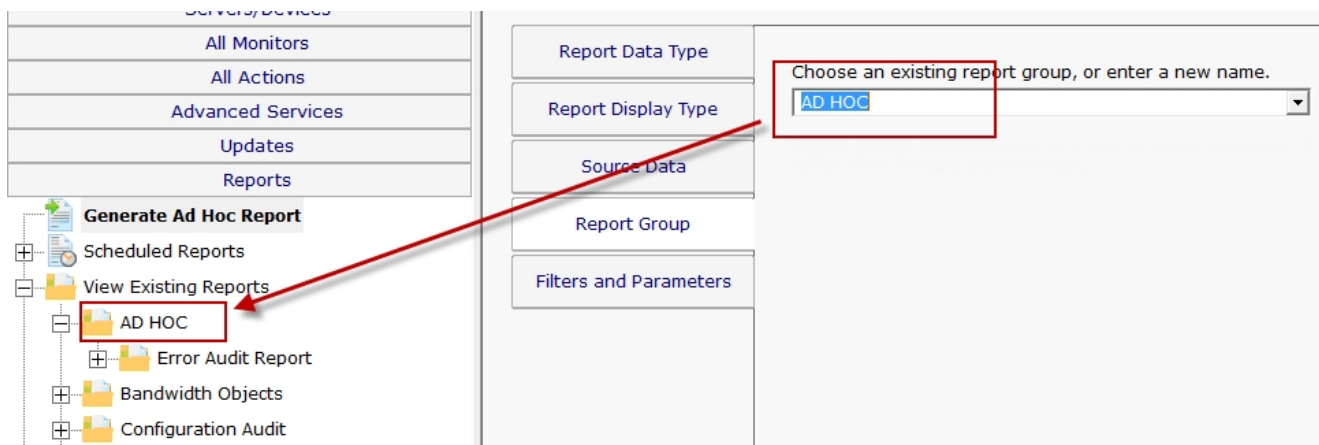 Servers/Devices
All Monitors
All Actions
Advanced Services
Updates
Reports
Generate Ad Hoc Report
Scheduled Reports
View Existing Reports
AD HOC
Error Audit Report
Bandwidth Objects
Configuration Audit
Report Data Type
Report Display Type
Source Data
Report Group
Filters and Parameters
Choose an existing report group, or enter a new name.
AD HOC